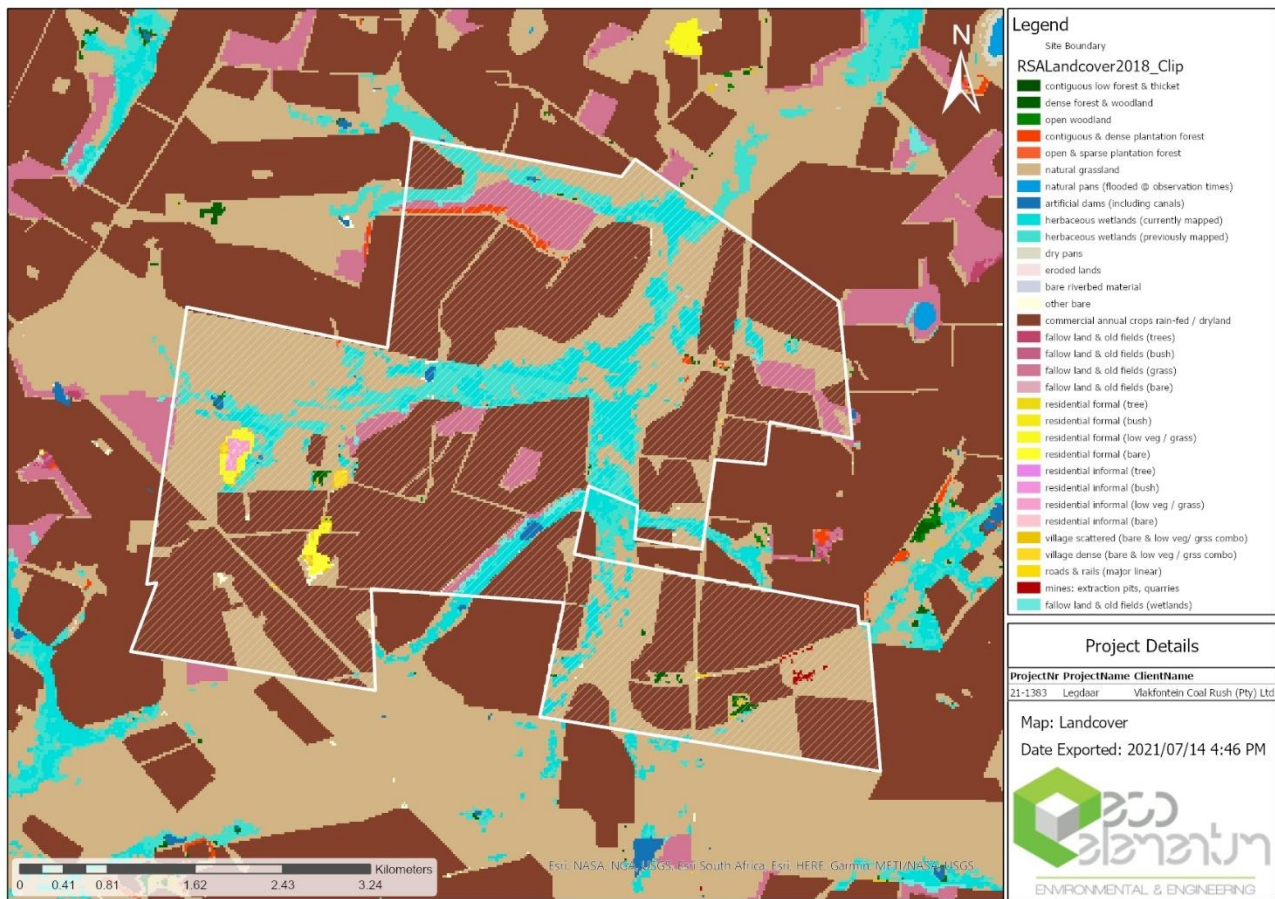 N
Legend
Site Boundary
RSALandcover2018_Clip
contiguous low forest & thicket
dense forest & woodland
open woodland
contiguous & dense plantation forest
open & sparse plantation forest
natural grassland
natural pans (flooded @ observation times)
artificial dams (including canals)
herbaceous wetlands (currently mapped)
herbaceous wetlands (previously mapped)
dry pans
eroded lands
bare riverbed material
other bare
commercial annual crops rain-fed / dryland
fallow land & old fields (trees)
fallow land & old fields (bush)
fallow land & old fields (grass)
fallow land & old fields (bare)
residential formal (tree)
residential formal (bush)
residential formal (low veg / grass)
residential formal (bare)
residential informal (tree)
residential informal (bush)
residential informal (low veg / grass)
residential informal (bare)
village scattered (bare & low veg/ grss combo)
village dense (bare & low veg / grss combo)
roads & rails (major linear)
mines: extraction pits, quarries
fallow land & old fields (wetlands)
Project Details
ProjectNr ProjectName ClientName
21-1383 Legdaar Vlakfontein Coal Rush (Pty) Ltd
Map: Landcover
Date Exported: 2021/07/14 4:46 PM
eco
elementum
ENVIRONMENTAL & ENGINEERING
Kilometers
0 0.41 0.81 1.62 2.43 3.24
Esri, NASA, NGA, USGS, Esri South Africa, Esri, HERE, Garmin, METI/NASA, USGS